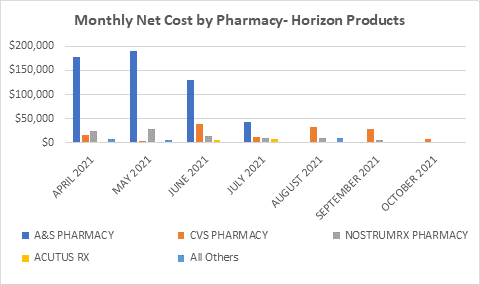 Monthly Net Cost by Pharmacy- Horizon Products
$200,000
$150,000
$100,000
$50,000
$0
APRIL 2021
MAY 2021
JUNE 2021
JULY 2021
AUGUST 2021
SEPTEMBER 2021
OCTOBER 2021
A&S PHARMACY
CVS PHARMACY
NOSTRUMRX PHARMACY
ACUTUS RX
All Others